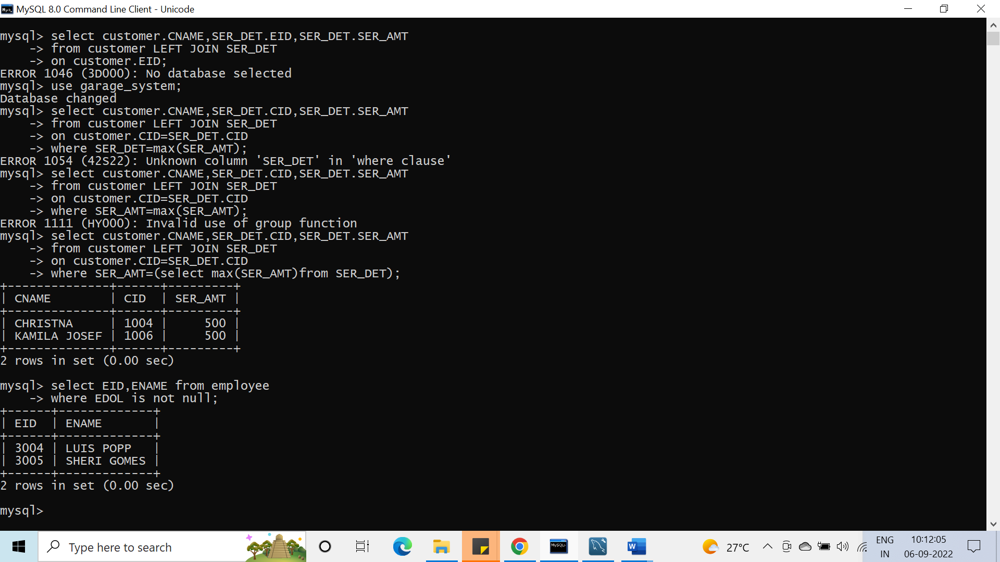 MySQL 8.0 Command Line Client - Unicode
mysql> select customer.CNAME,SER_DET.EID,SER_DET.SER_AMT
    -> from customer LEFT JOIN SER_DET
    -> on customer.EID;
ERROR 1046 (3D000): No database selected
mysql> use garage_system;
Database changed
mysql> select customer.CNAME,SER_DET.CID,SER_DET.SER_AMT
    -> from customer LEFT JOIN SER_DET
    -> on customer.CID=SER_DET.CID
    -> where SER_DET=max(SER_AMT);
ERROR 1054 (42S22): Unknown column 'SER_DET' in 'where clause'
mysql> select customer.CNAME,SER_DET.CID,SER_DET.SER_AMT
    -> from customer LEFT JOIN SER_DET
    -> on customer.CID=SER_DET.CID
    -> where SER_AMT=max(SER_AMT);
ERROR 1111 (HY000): Invalid use of group function
mysql> select customer.CNAME,SER_DET.CID,SER_DET.SER_AMT
    -> from customer LEFT JOIN SER_DET
    -> on customer.CID=SER_DET.CID
    -> where SER_AMT=(select max(SER_AMT)from SER_DET);
+--------------+------+---------+
| CNAME        | CID  | SER_AMT |
+--------------+------+---------+
| CHRISTNA     | 1004 |     500 |
| KAMILA JOSEF | 1006 |     500 |
+--------------+------+---------+
2 rows in set (0.00 sec)
mysql> select EID,ENAME from employee
    -> where EDOL is not null;
+------+-------------+
| EID  | ENAME       |
+------+-------------+
| 3004 | LUIS POPP   |
| 3005 | SHERI GOMES |
+------+-------------+
2 rows in set (0.00 sec)
mysql>
Type here to search
MySQL
W
27°C
ENG
IN
10:12:05
06-09-2022